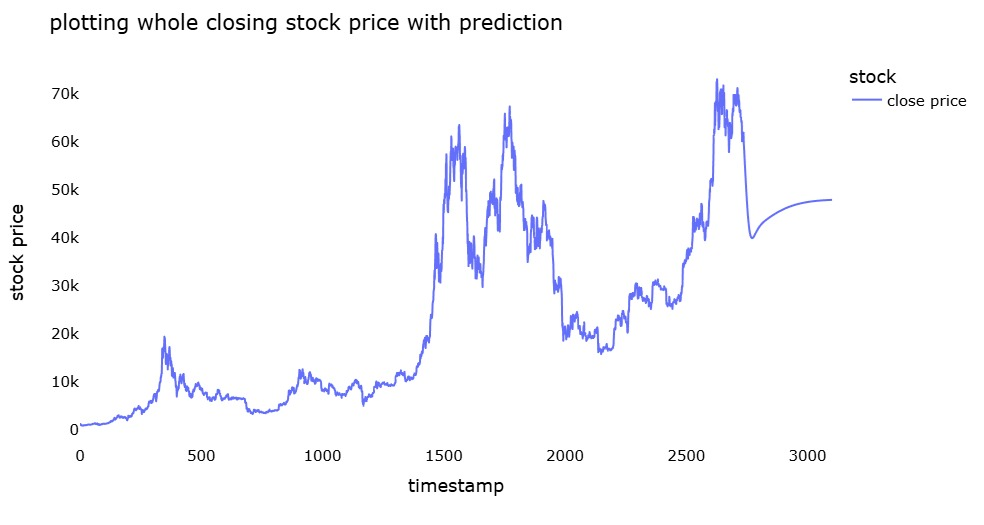 plotting whole closing stock price with prediction
stock
close price
70k
60k
50k
40k
30k
20k
10k
0
stock price
0 500 1000 1500 2000 2500 3000
timestamp